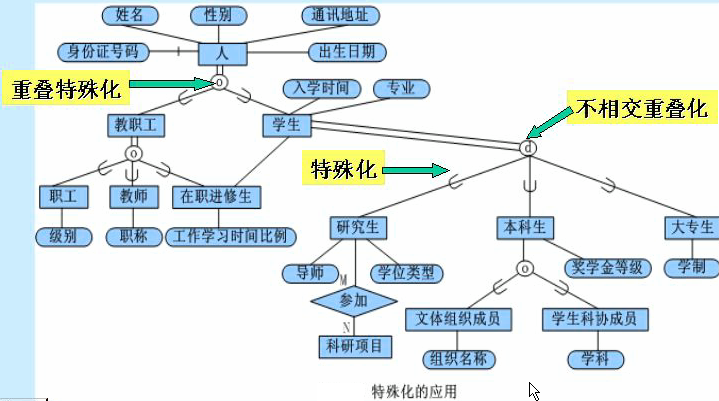 姓名
性别
通讯地址
身份证号码
人
出生日期
重叠特殊化
o
入学时间
专业
不相交重叠化
教职工
学生
o
d
特殊化
职工
教师
在职进修生
研究生
本科生
大专生
级别
职称
工作学习时间比例
导师
M
学位类型
o
奖学金等级
学制
参加
N
文体组织成员
学生科协成员
科研项目
组织名称
学科
特殊化的应用